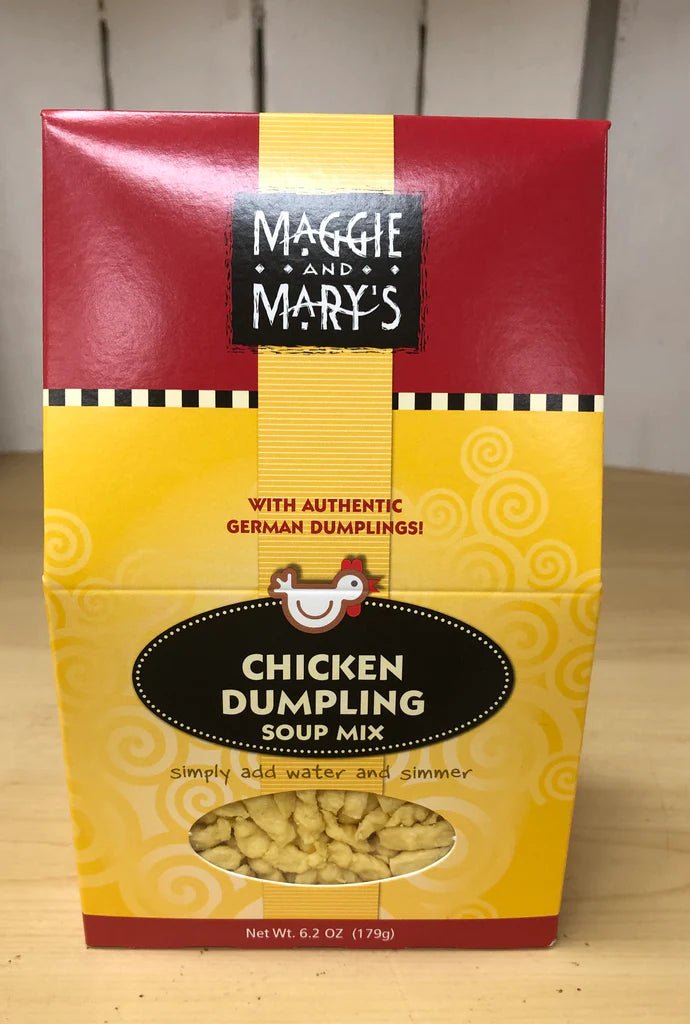 MAGGIE
AND
MARY'S
WITH AUTHENTIC
GERMAN DUMPLINGS!
CHICKEN
DUMPLING
SOUP MIX
simply add water and simmer
Net Wt. 6.2 OZ (179g)